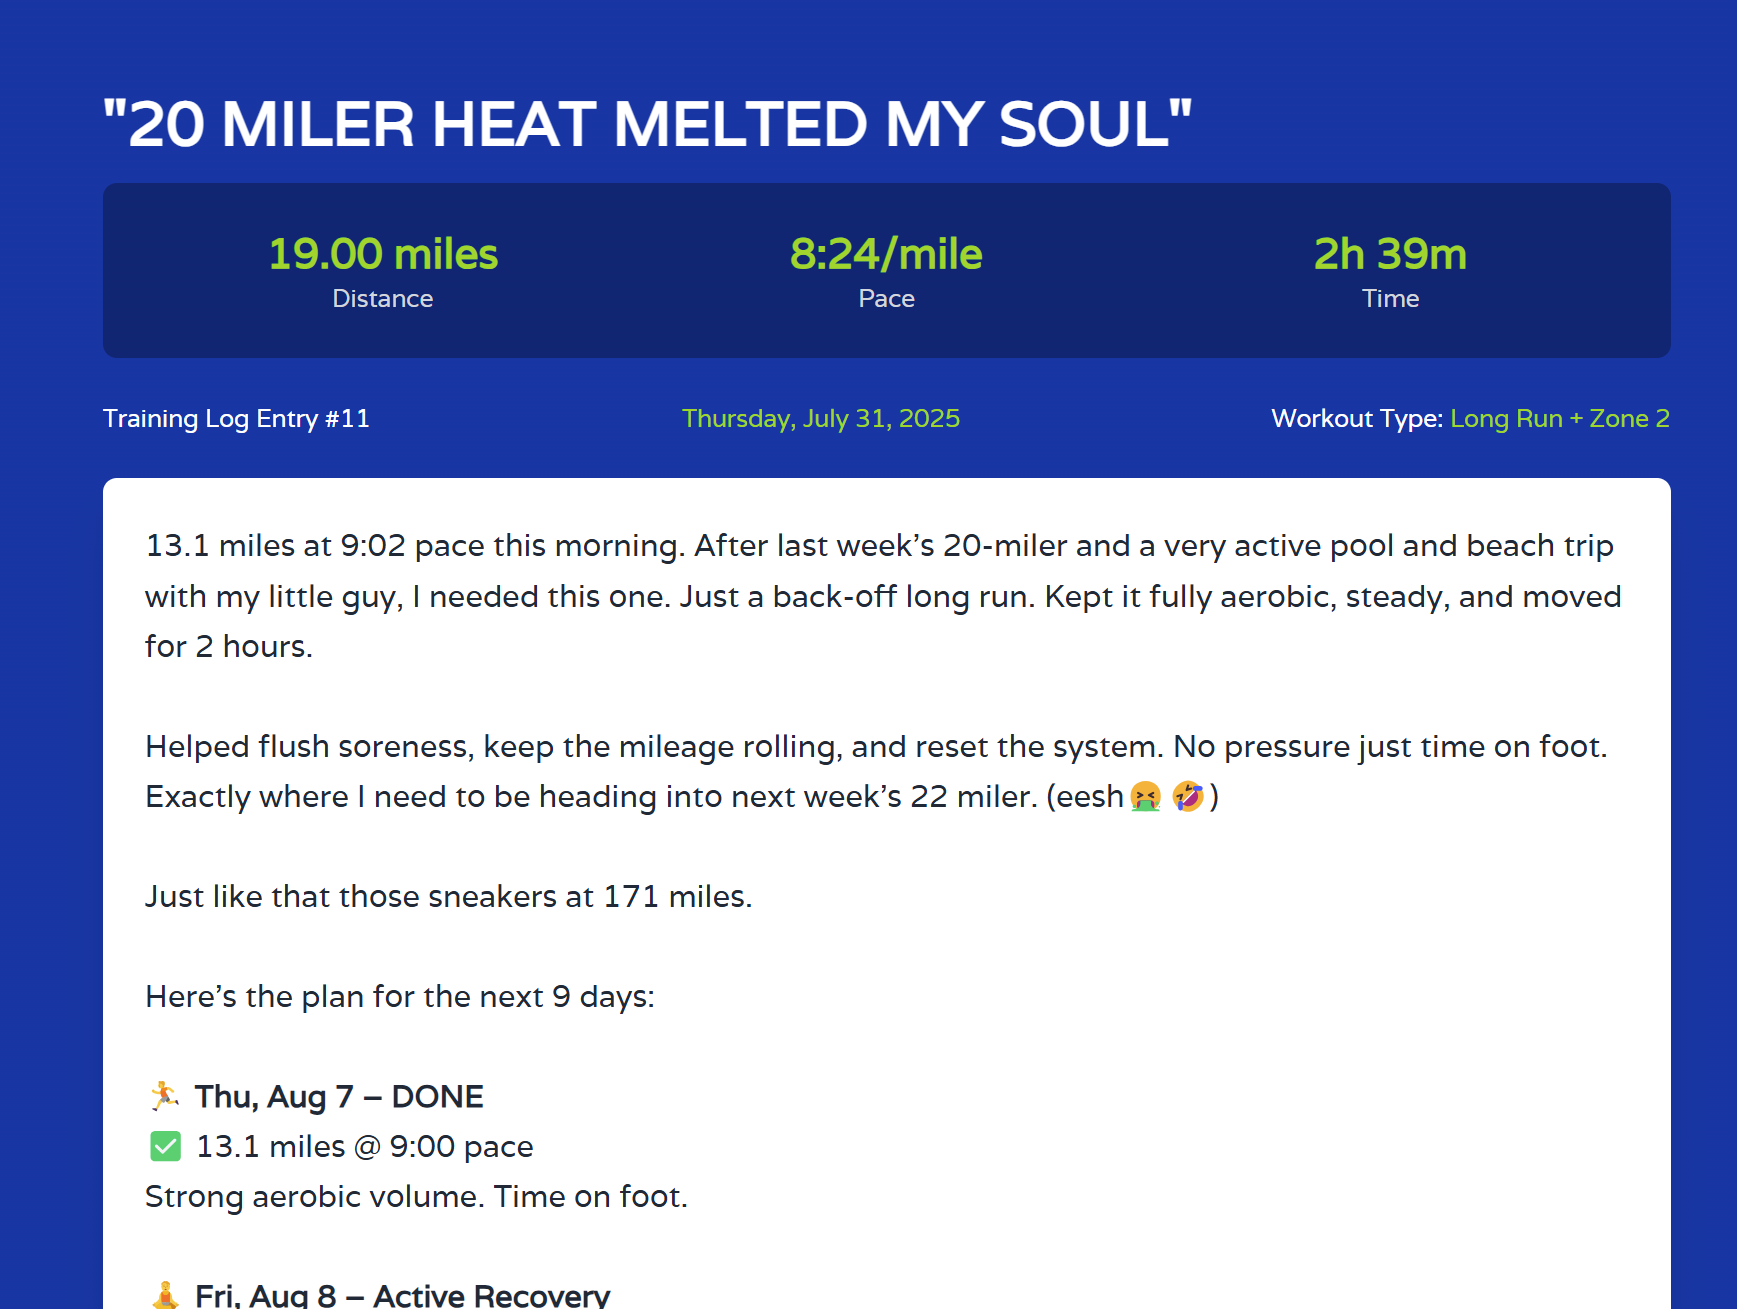 "20 MILER HEAT MELTED MY SOUL"
19.00 miles
Distance
8:24/mile
Pace
2h 39m
Time
Training Log Entry #11
Thursday, July 31, 2025
Workout Type: Long Run + Zone 2
13.1 miles at 9:02 pace this morning. After last week’s 20-miler and a very active pool and beach trip
with my little guy, I needed this one. Just a back-off long run. Kept it fully aerobic, steady, and moved
for 2 hours.
Helped flush soreness, keep the mileage rolling, and reset the system. No pressure just time on foot.
Exactly where I need to be heading into next week’s 22 miler. (eesh🤮 🤣)
Just like that those sneakers at 171 miles.
Here’s the plan for the next 9 days:
🏃 Thu, Aug 7 – DONE
✅ 13.1 miles @ 9:00 pace
Strong aerobic volume. Time on foot.
🧘 Fri, Aug 8 – Active Recovery